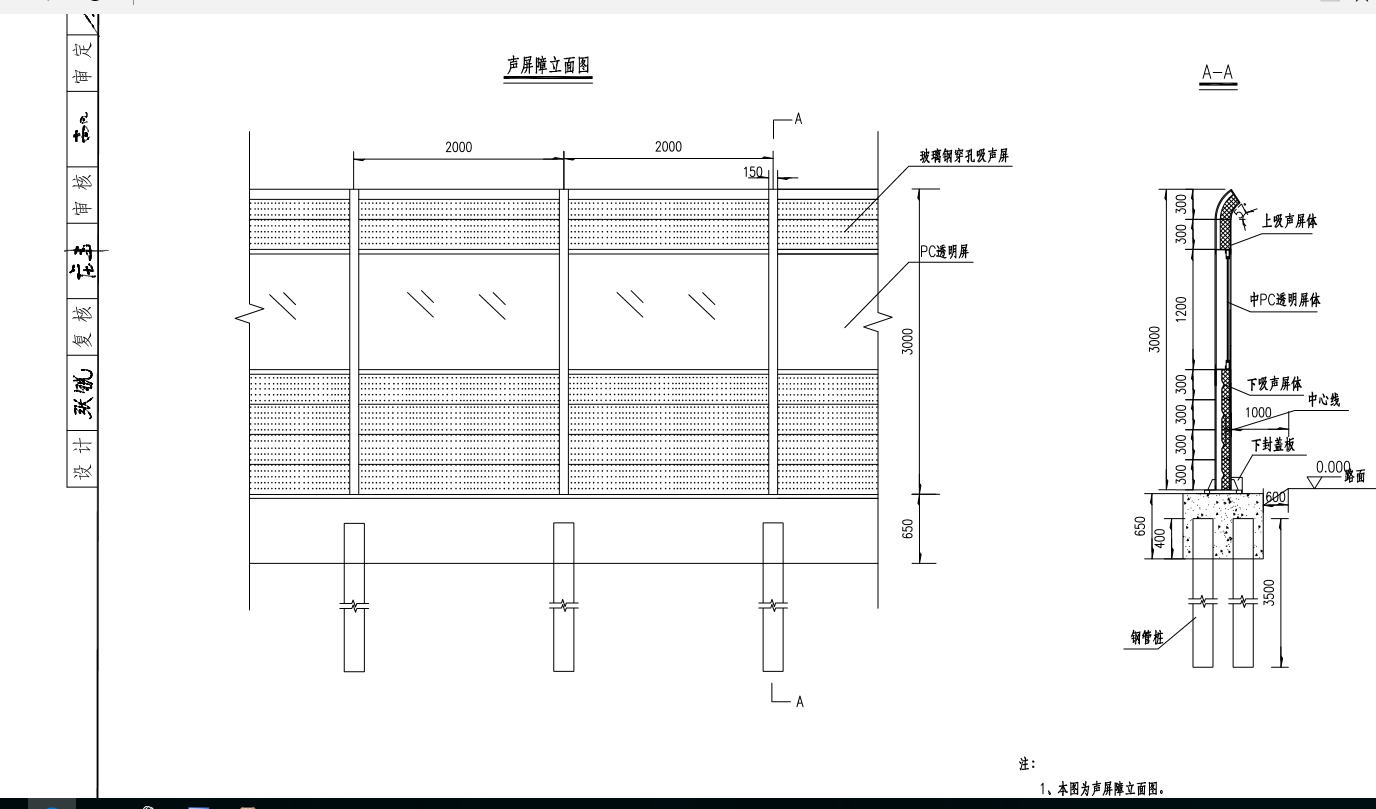 声屏障立面图
A-A
A
2000
2000
150
玻璃钢穿孔吸声屏
PC透明屏
3000
650
A
300
300
1200
300
300
300
300
3000
上吸声屏体
中PC透明屏体
下吸声屏体
中心线
1000
下封盖板
0.000
路面
600
650
400
3500
钢管桩
注:
1、本图为声屏障立面图。
审定
审核
复核
设计